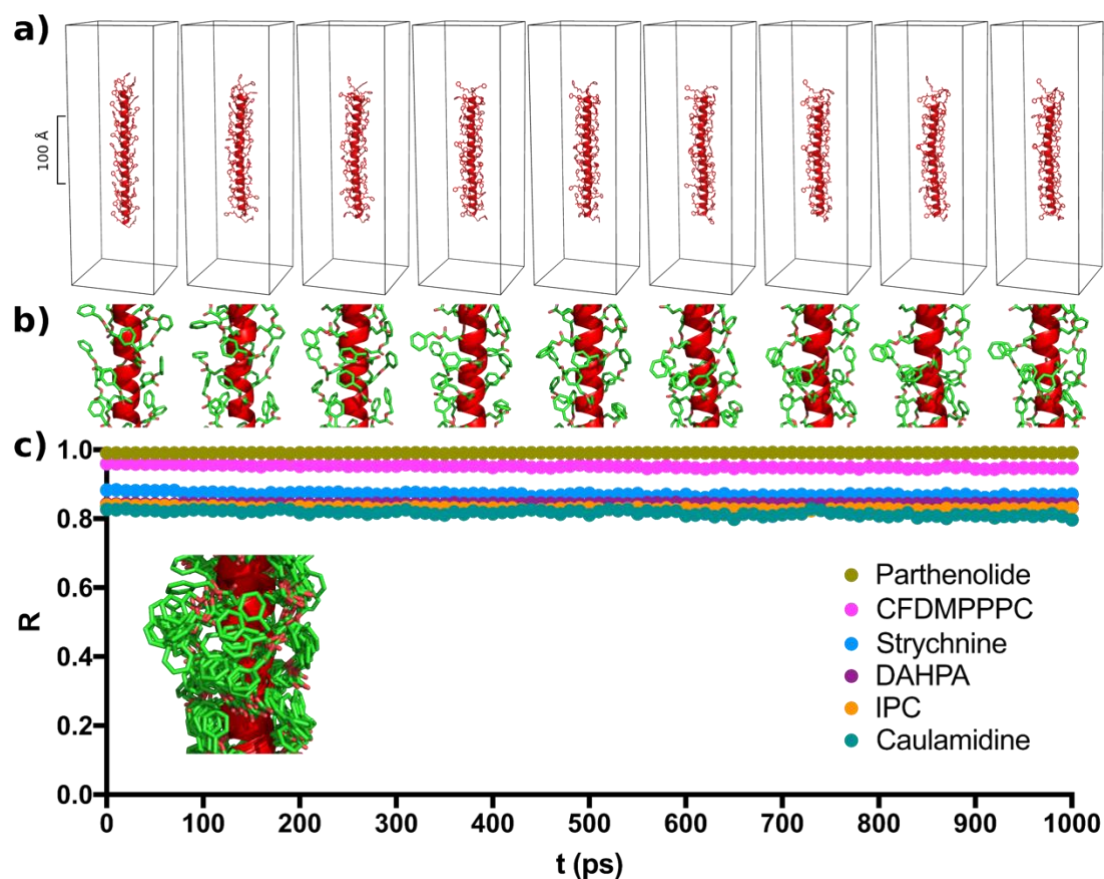 a)
100 Å
b)
c)
1.0
0.8
0.6
0.4
0.2
0.0
R
Parthenolide
CFDMPPPC
Strychnine
DAHPA
IPC
Caulamidine
0 100 200 300 400 500 600 700 800 900 1000
t (ps)